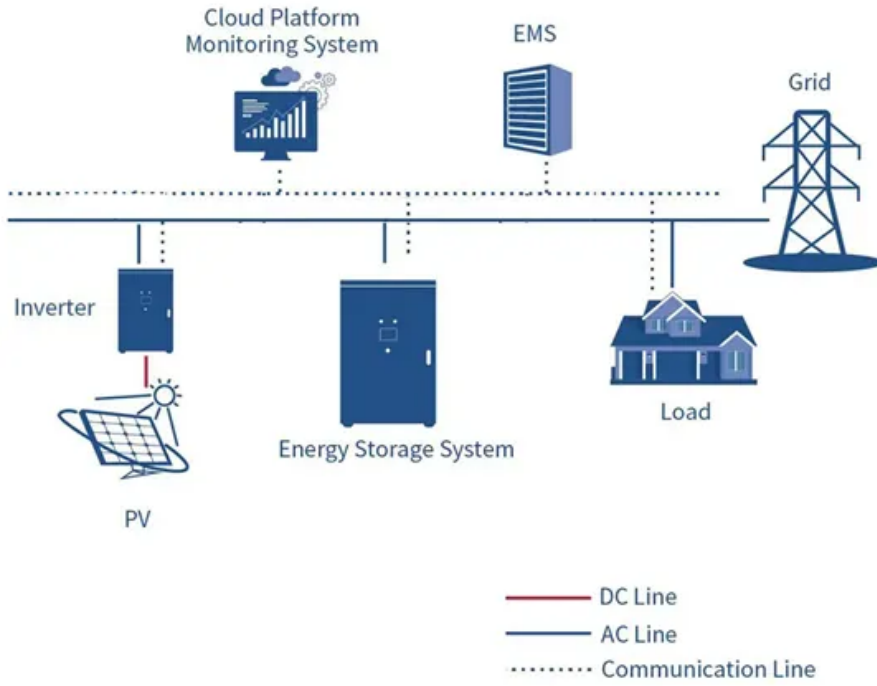 Cloud Platform
Monitoring System
EMS
Grid
Inverter
Load
Energy Storage System
PV
DC Line
AC Line
Communication Line